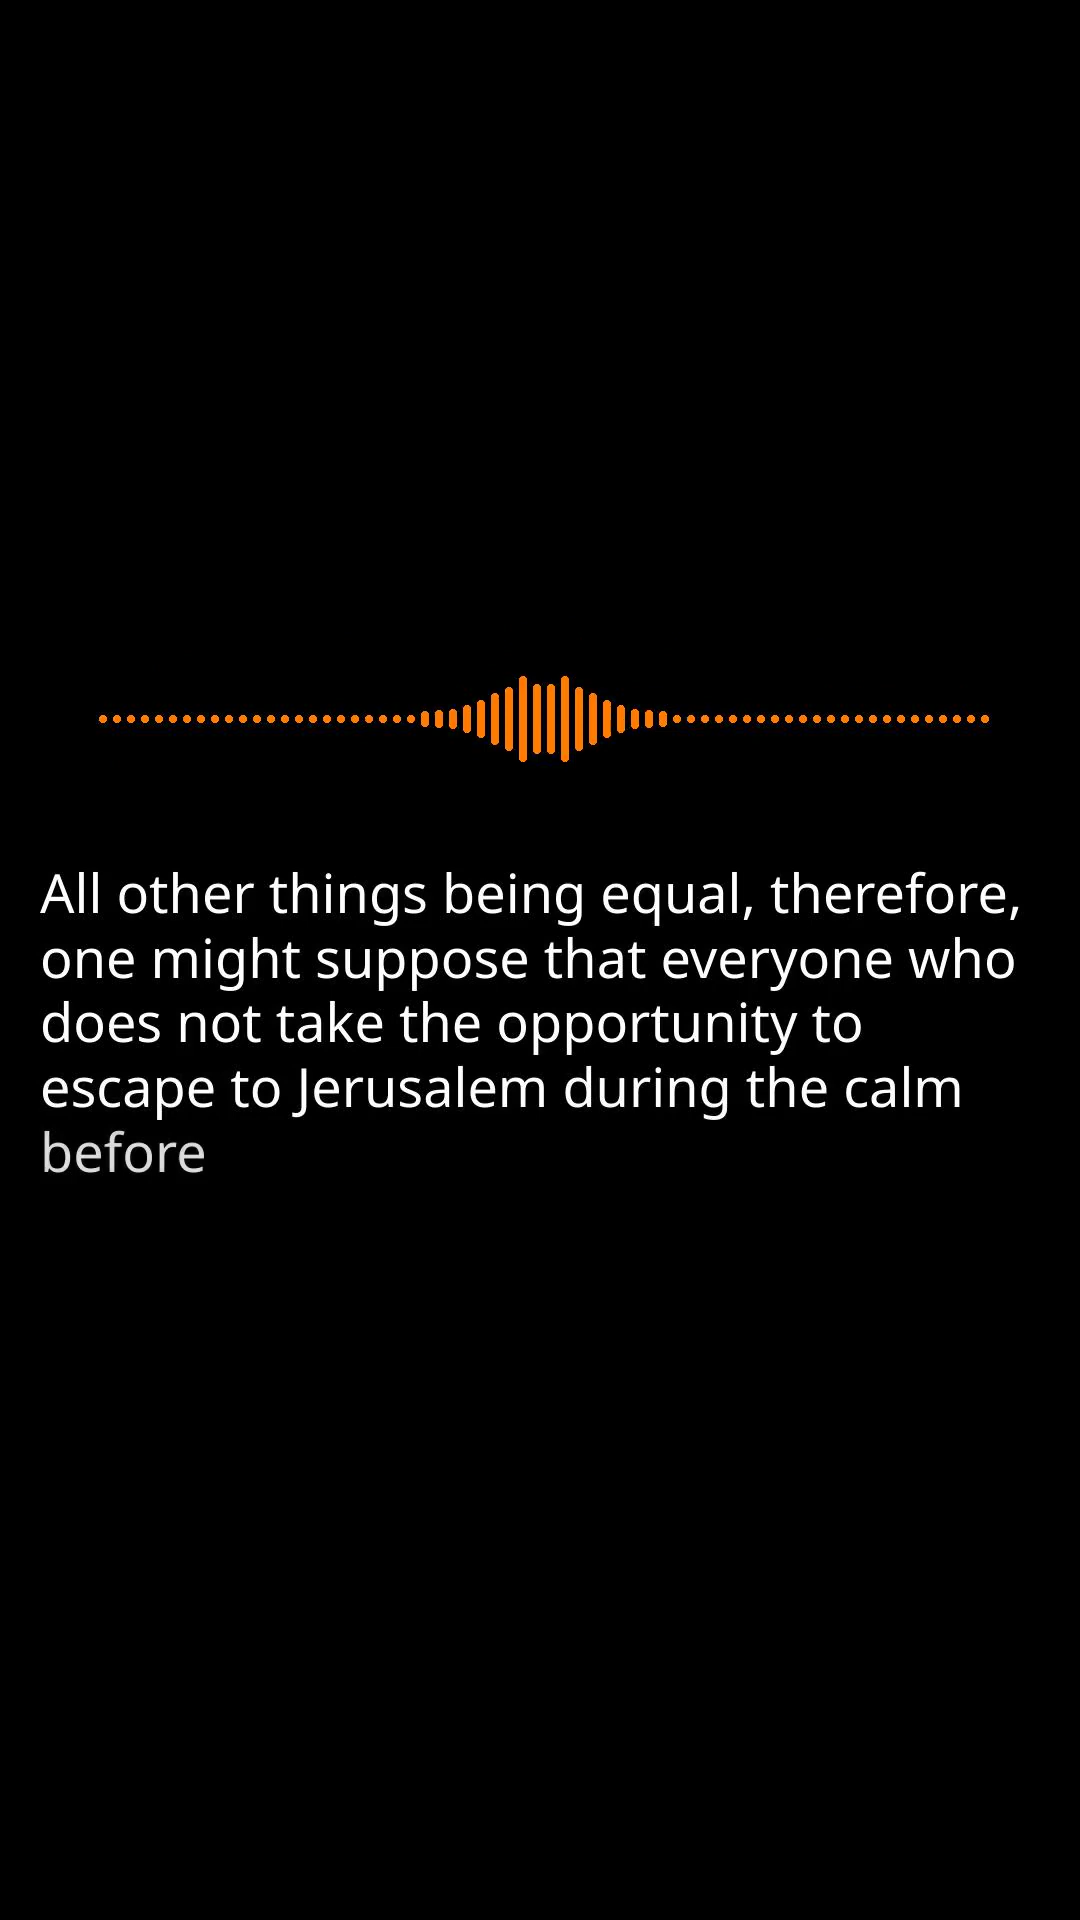 All other things being equal, therefore,
one might suppose that everyone who
does not take the opportunity to
escape to Jerusalem during the calm
before